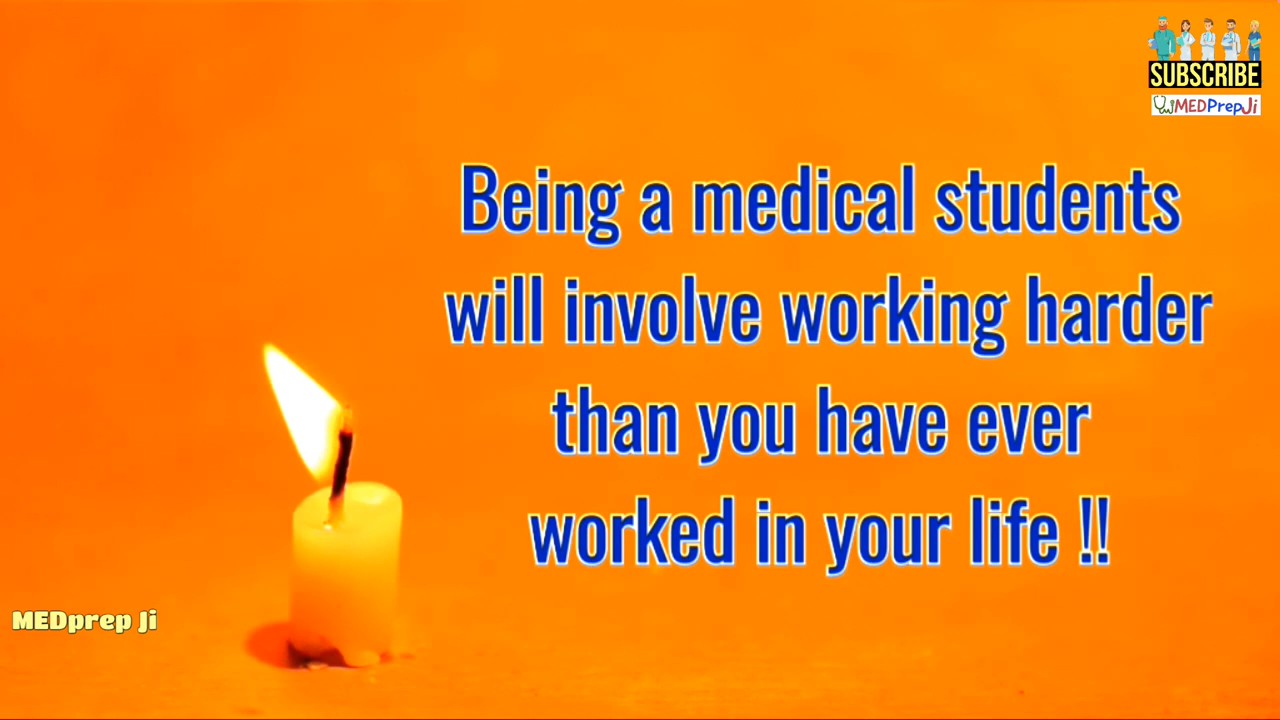 SUBSCRIBE
MEDPrepJi
Being a medical students
will involve working harder
than you have ever
worked in your life !!
MEDprep Ji